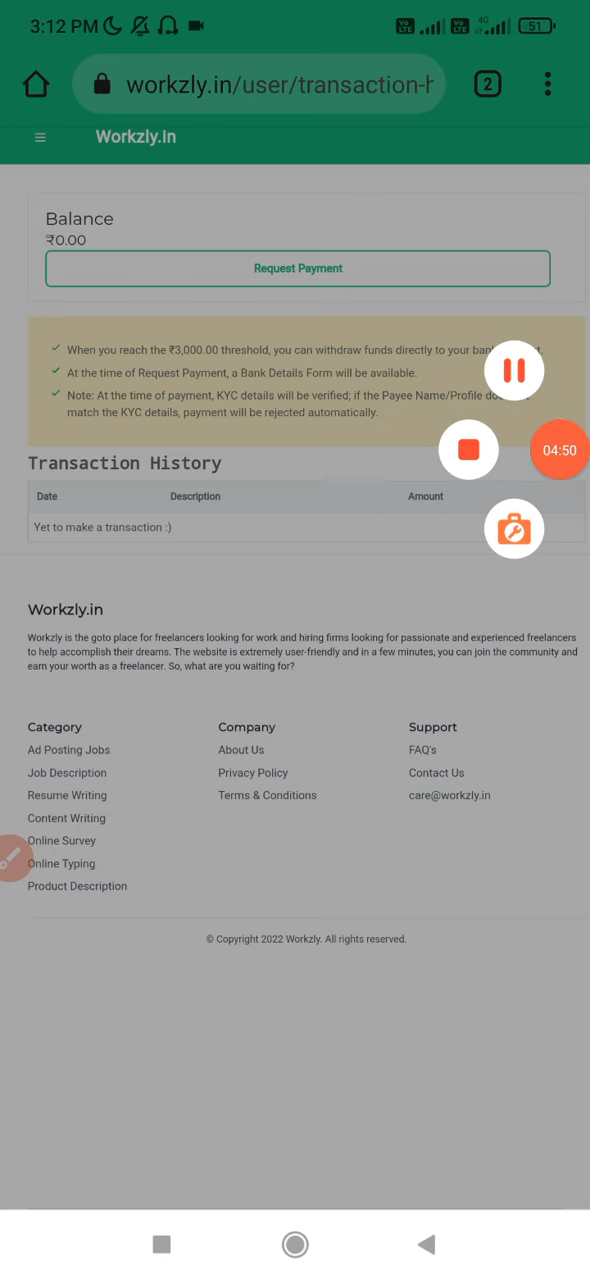 3:12 PM
Vo LTE
Vo LTE
4G
51
workzly.in/user/transaction-h
2
Workzly.in
Balance
₹0.00
Request Payment
When you reach the ₹3,000.00 threshold, you can withdraw funds directly to your
At the time of Request Payment, a Bank Details Form will be available.
Note: At the time of payment, KYC details will be verified; if the Payee Name/Profile
match the KYC details, payment will be rejected automatically.
04:50
Transaction History
Date Description Amount
Yet to make a transaction :)
Workzly.in
Workzly is the goto place for freelancers looking for work and hiring firms looking for passionate and experienced freelancers
to help accomplish their dreams. The website is extremely user-friendly and in a few minutes, you can join the community and
earn your worth as a freelancer. So, what are you waiting for?
Category Company Support
Ad Posting Jobs About Us FAQ's
Job Description Privacy Policy Contact Us
Resume Writing Terms & Conditions care@workzly.in
Content Writing
Online Survey
Online Typing
Product Description
© Copyright 2022 Workzly. All rights reserved.